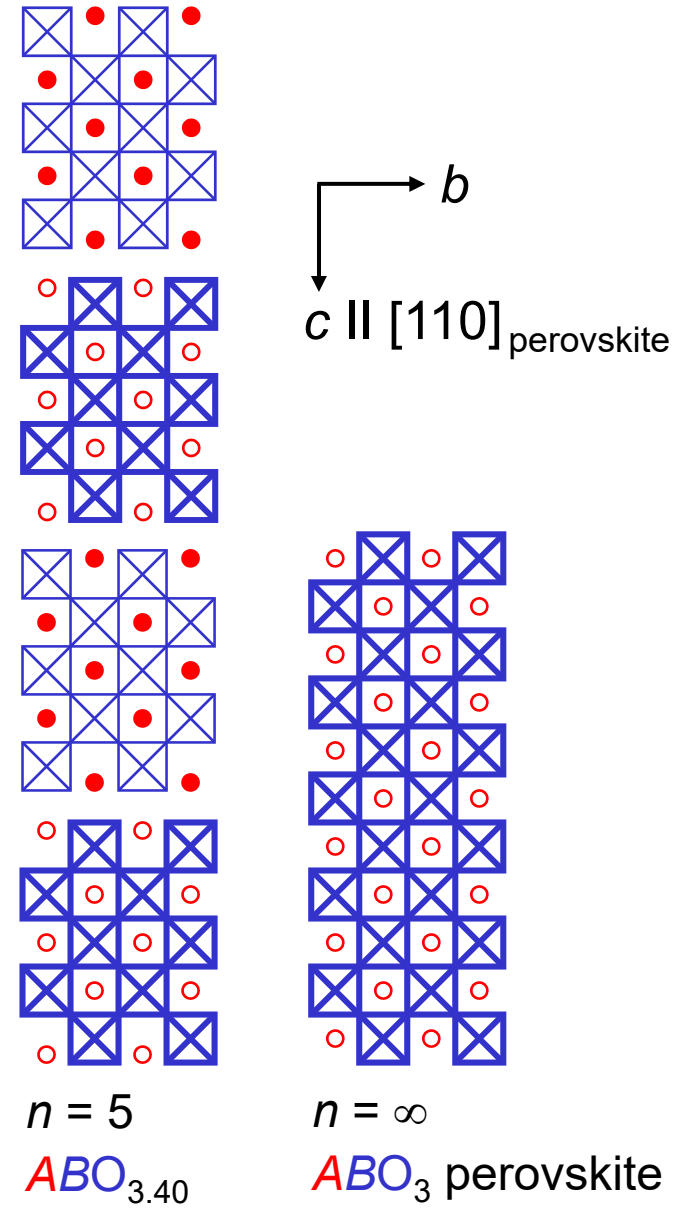 b
c II [110] perovskite
n = 5
ABO3.40
n = ∞
ABO3 perovskite